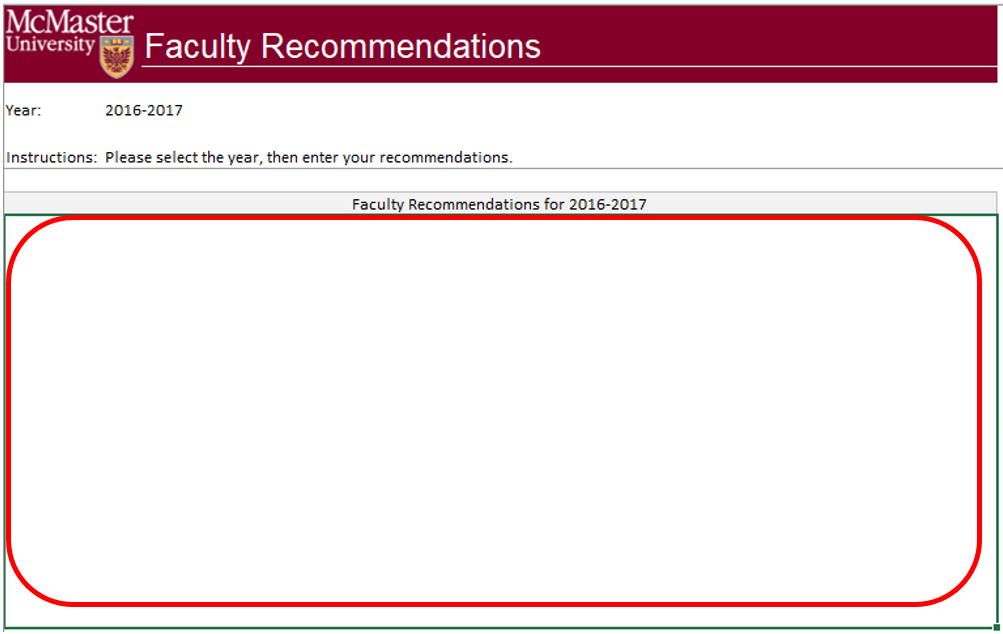 McMaster
University
Faculty Recommendations
Year: 2016-2017
Instructions: Please select the year, then enter your recommendations.
Faculty Recommendations for 2016-2017